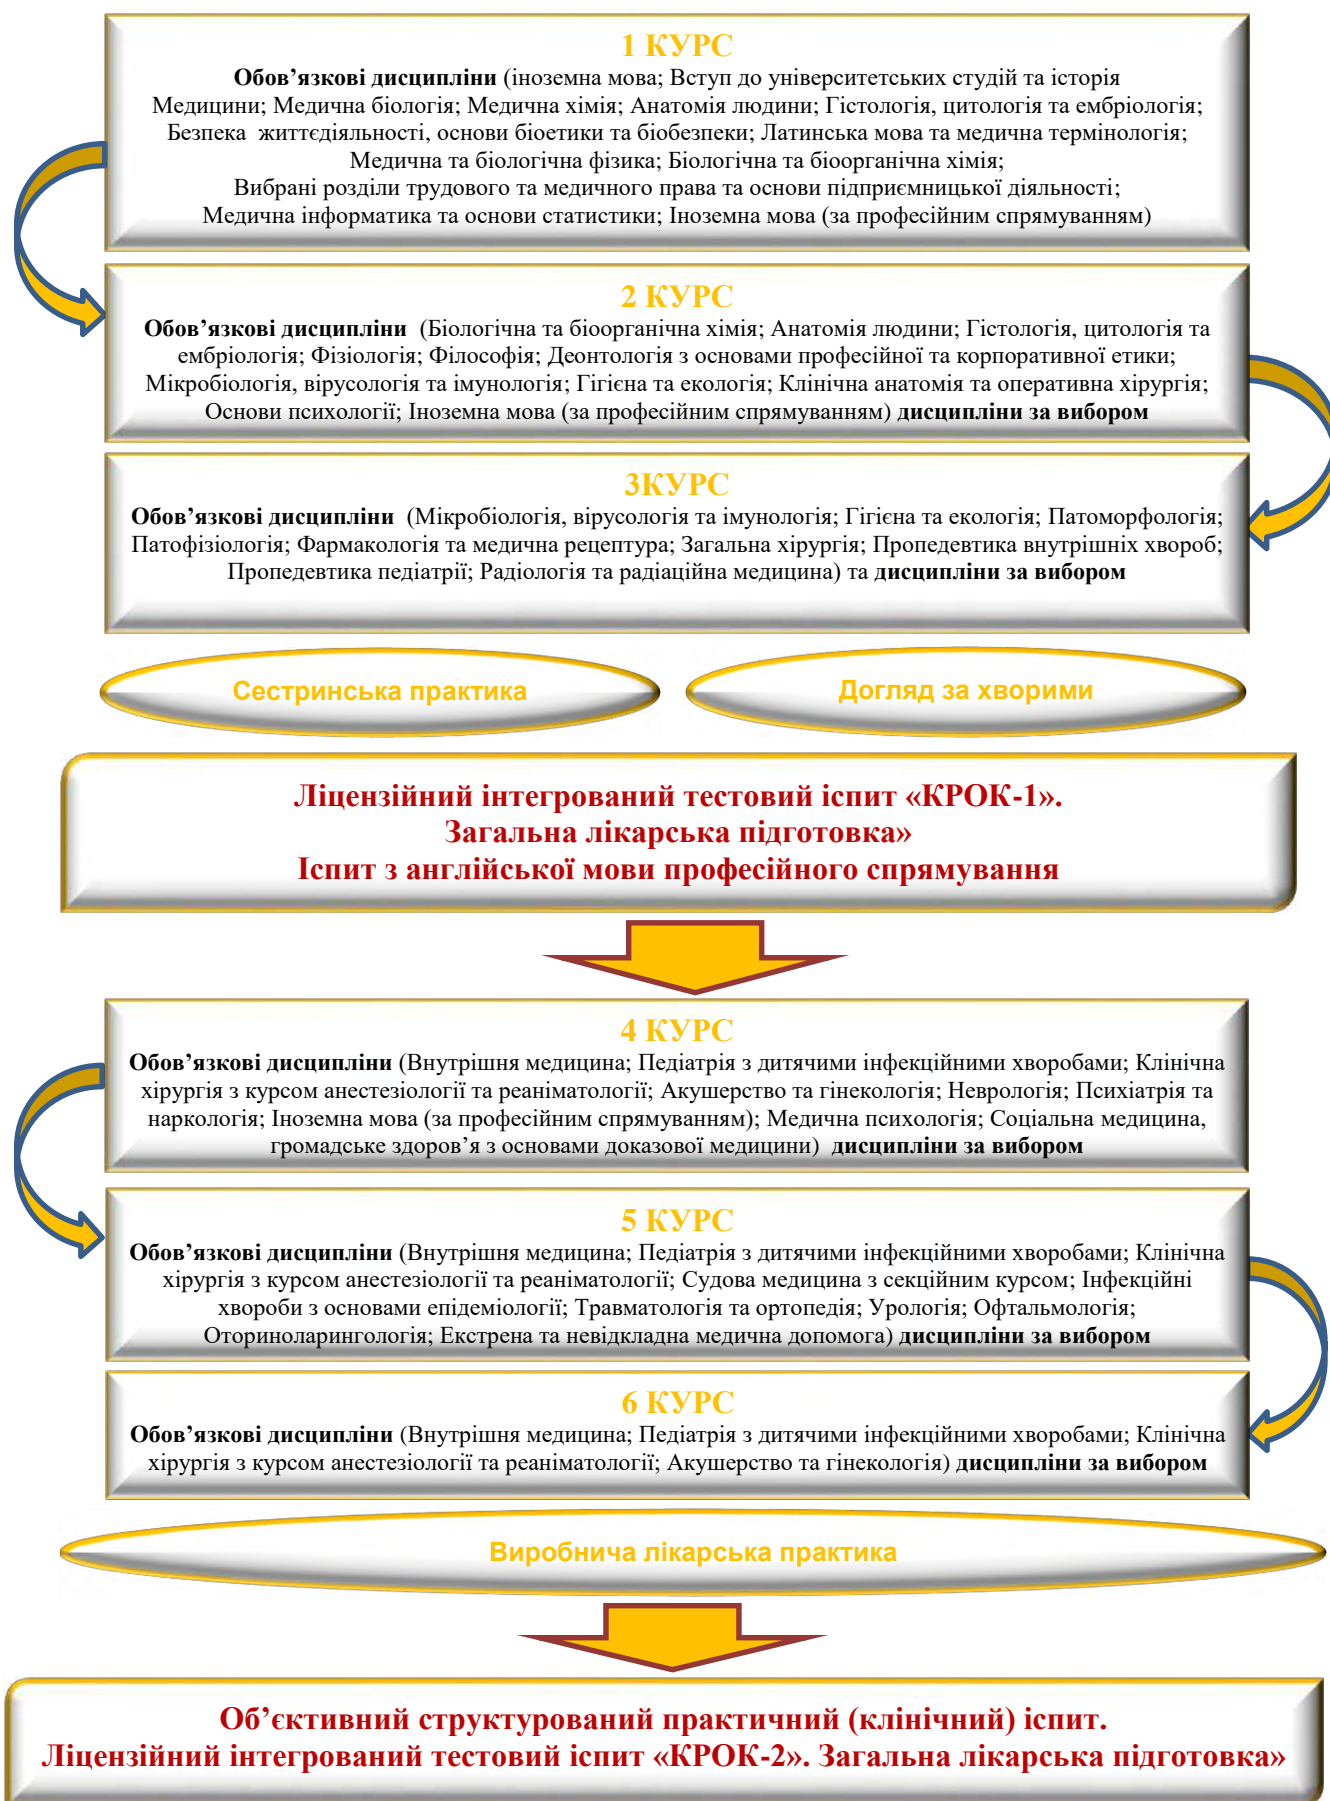 1 КУРС
Обов’язкові дисципліни (іноземна мова; Вступ до університетських студій та історія
Медицини; Медична біологія; Медична хімія; Анатомія людини; Гістологія, цитологія та ембріологія;
Безпека життєдіяльності, основи біоетики та біобезпеки; Латинська мова та медична термінологія;
Медична та біологічна фізика; Біологічна та біоорганічна хімія;
Вибрані розділи трудового та медичного права та основи підприємницької діяльності;
Медична інформатика та основи статистики; Іноземна мова (за професійним спрямуванням)
2 КУРС
Обов’язкові дисципліни (Біологічна та біоорганічна хімія; Анатомія людини; Гістологія, цитологія та
ембріологія; Фізіологія; Філософія; Деонтологія з основами професійної та корпоративної етики;
Мікробіологія, вірусологія та імунологія; Гігієна та екологія; Клінічна анатомія та оперативна хірургія;
Основи психології; Іноземна мова (за професійним спрямуванням) дисципліни за вибором
3КУРС
Обов’язкові дисципліни (Мікробіологія, вірусологія та імунологія; Гігієна та екологія; Патоморфологія;
Патофізіологія; Фармакологія та медична рецептура; Загальна хірургія; Пропедевтика внутрішніх хвороб;
Пропедевтика педіатрії; Радіологія та радіаційна медицина) та дисципліни за вибором
Сестринська практика
Догляд за хворими
Ліцензійний інтегрований тестовий іспит «КРОК-1».
Загальна лікарська підготовка»
Іспит з англійської мови професійного спрямування
4 КУРС
Обов’язкові дисципліни (Внутрішня медицина; Педіатрія з дитячими інфекційними хворобами; Клінічна
хірургія з курсом анестезіології та реаніматології; Акушерство та гінекологія; Неврологія; Психіатрія та
наркологія; Іноземна мова (за професійним спрямуванням); Медична психологія; Соціальна медицина,
громадське здоров’я з основами доказової медицини) дисципліни за вибором
5 КУРС
Обов’язкові дисципліни (Внутрішня медицина; Педіатрія з дитячими інфекційними хворобами; Клінічна
хірургія з курсом анестезіології та реаніматології; Судова медицина з секційним курсом; Інфекційні
хвороби з основами епідеміології; Травматологія та ортопедія; Урологія; Офтальмологія;
Оториноларингологія; Екстрена та невідкладна медична допомога) дисципліни за вибором
6 КУРС
Обов’язкові дисципліни (Внутрішня медицина; Педіатрія з дитячими інфекційними хворобами; Клінічна
хірургія з курсом анестезіології та реаніматології; Акушерство та гінекологія) дисципліни за вибором
Виробнича лікарська практика
Об’єктивний структурований практичний (клінічний) іспит.
Ліцензійний інтегрований тестовий іспит «КРОК-2». Загальна лікарська підготовка»